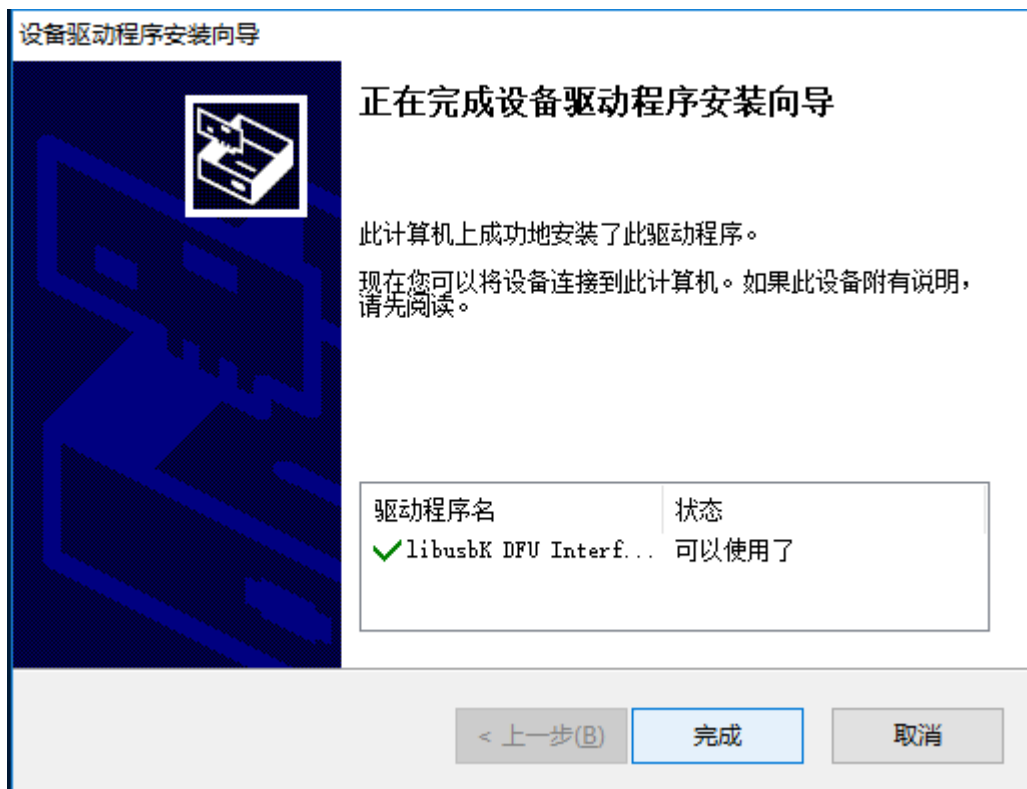 设备驱动程序安装向导
正在完成设备驱动程序安装向导
此计算机上成功地安装了此驱动程序。
现在您可以将设备连接到此计算机。如果此设备附有说明，
请先阅读。
驱动程序名 状态
libusbK DFU Interf... 可以使用了
< 上一步(B) 完成 取消